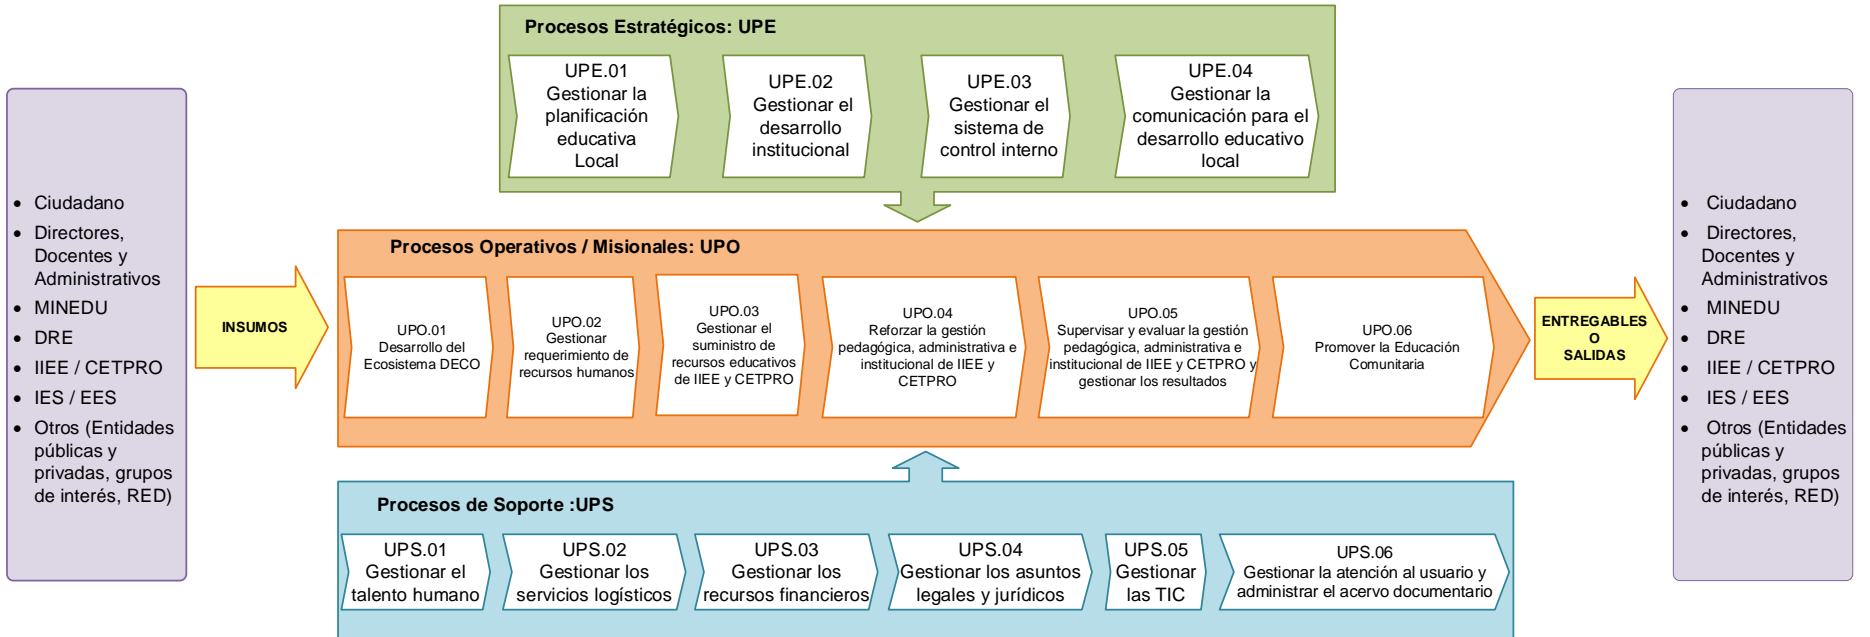 Procesos Estratégicos: UPE
UPE.01
Gestionar la
planificación
educativa
Local
UPE.02
Gestionar el
desarrollo
institucional
UPE.03
Gestionar el
sistema de
control interno
UPE.04
Gestionar la
comunicación para el
desarrollo educativo
local
• Ciudadano
• Directores,
Docentes y
Administrativos
• MINEDU
• DRE
• IIEE / CETPRO
• IES / EES
• Otros (Entidades
públicas y
privadas, grupos
de interés, RED)
INSUMOS
Procesos Operativos / Misionales: UPO
UPO.01
Desarrollo del
Ecosistema DECO
UPO.02
Gestionar
requerimiento de
recursos humanos
UPO.03
Gestionar el
suministro de
recursos educativos
de IIEE y CETPRO
UPO.04
Reforzar la gestión
pedagógica, administrativa e
institucional de IIEE y
CETPRO
UPO.05
Supervisar y evaluar la gestión
pedagógica, administrativa e
institucional de IIEE y CETPRO y
gestionar los resultados
UPO.06
Promover la Educación
Comunitaria
ENTREGABLES
O
SALIDAS
• Ciudadano
• Directores,
Docentes y
Administrativos
• MINEDU
• DRE
• IIEE / CETPRO
• IES / EES
• Otros (Entidades
públicas y
privadas, grupos
de interés, RED)
Procesos de Soporte :UPS
UPS.01
Gestionar el
talento humano
UPS.02
Gestionar los
servicios logísticos
UPS.03
Gestionar los
recursos financieros
UPS.04
Gestionar los asuntos
legales y jurídicos
UPS.05
Gestionar
las TIC
UPS.06
Gestionar la atención al usuario y
administrar el acervo documentario